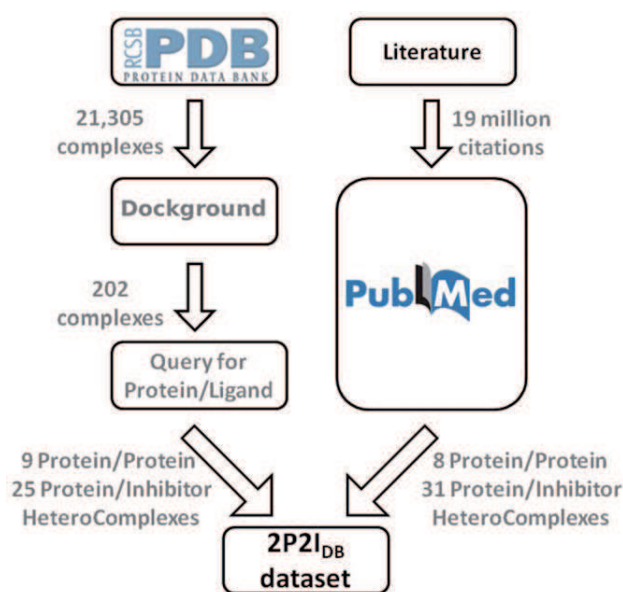 RCSB
PDB
PROTEIN DATA BANK
Literature
21,305
complexes
19 million
citations
Dockground
PubMed
202
complexes
Query for
Protein/Ligand
9 Protein/Protein
25 Protein/Inhibitor
HeteroComplexes
8 Protein/Protein
31 Protein/Inhibitor
HeteroComplexes
2P2IDB
dataset